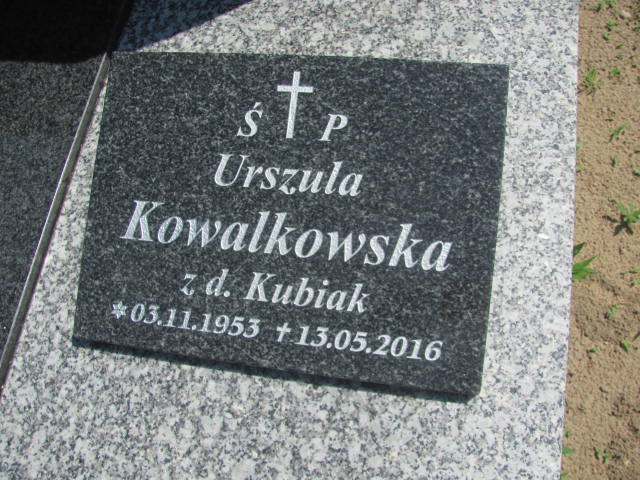 Ś P
Urszula
Kowalkowska
z d. Kubiak
*03.11.1953 †13.05.2016